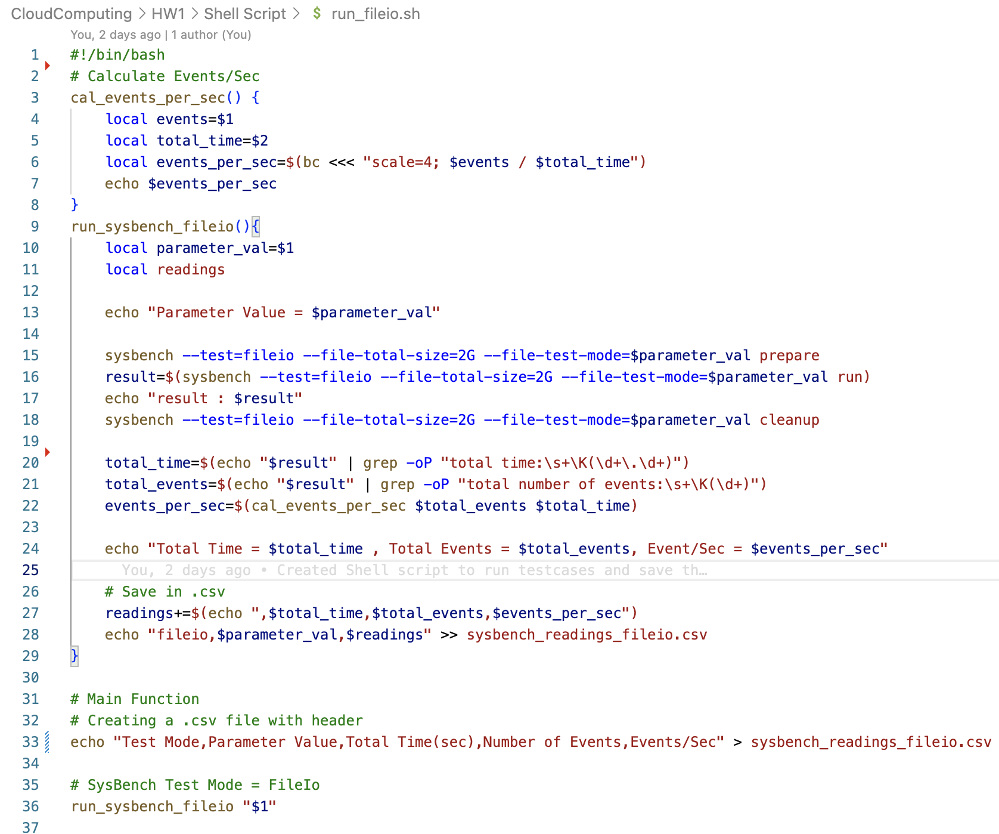 CloudComputing > HW1 > Shell Script > $ run_fileio.sh
You, 2 days ago | 1 author (You)
1 #!/bin/bash
2 # Calculate Events/Sec
3 cal_events_per_sec() {
4     local events=$1
5     local total_time=$2
6     local events_per_sec=$(bc <<< "scale=4; $events / $total_time")
7     echo $events_per_sec
8 }
9 run_sysbench_fileio(){
10     local parameter_val=$1
11     local readings
12
13     echo "Parameter Value = $parameter_val"
14
15     sysbench --test=fileio --file-total-size=2G --file-test-mode=$parameter_val prepare
16     result=$(sysbench --test=fileio --file-total-size=2G --file-test-mode=$parameter_val run)
17     echo "result : $result"
18     sysbench --test=fileio --file-total-size=2G --file-test-mode=$parameter_val cleanup
19
20     total_time=$(echo "$result" | grep -oP "total time:\s+\K(\d+\.\d+)")
21     total_events=$(echo "$result" | grep -oP "total number of events:\s+\K(\d+)")
22     events_per_sec=$(cal_events_per_sec $total_events $total_time)
23
24     echo "Total Time = $total_time , Total Events = $total_events, Event/Sec = $events_per_sec"
25       You, 2 days ago • Created Shell script to run testcases and save th…
26     # Save in .csv
27     readings+=$(echo ",$total_time,$total_events,$events_per_sec")
28     echo "fileio,$parameter_val,$readings" >> sysbench_readings_fileio.csv
29 }
30
31 # Main Function
32 # Creating a .csv file with header
33 echo "Test Mode,Parameter Value,Total Time(sec),Number of Events,Events/Sec" > sysbench_readings_fileio.csv
34
35 # SysBench Test Mode = FileIo
36 run_sysbench_fileio "$1"
37